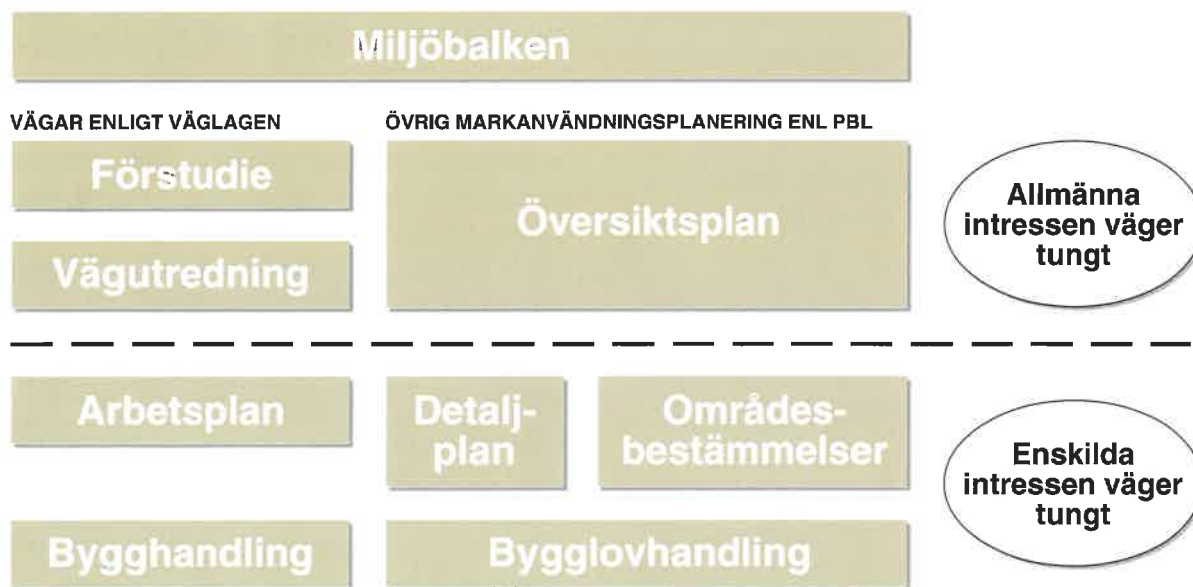 Miljöbalken
VÄGAR ENLIGT VÄGLAGEN
ÖVRIG MARKANVÄNDNINGSPLANERING ENL PBL
Förstudie
Vägutredning
Översiktsplan
Allmänna
intressen väger
tungt
Arbetsplan
Detalj-
plan
Områdes-
bestämmelser
Enskilda
intressen väger
tungt
Bygghandling
Bygglovhandling